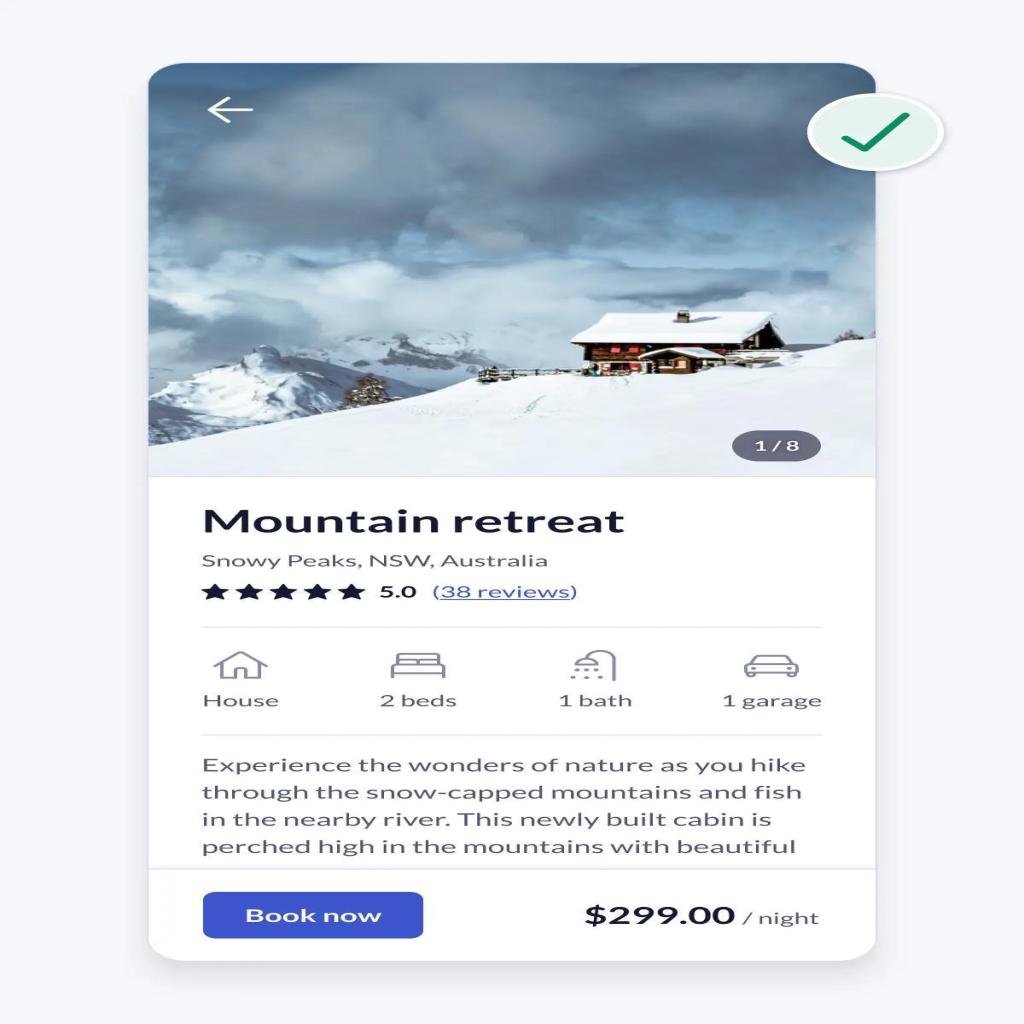 1 / 8
Mountain retreat
Snowy Peaks, NSW, Australia
5.0 (38 reviews)
House 2 beds 1 bath 1 garage
Experience the wonders of nature as you hike
through the snow-capped mountains and fish
in the nearby river. This newly built cabin is
perched high in the mountains with beautiful
Book now $299.00 / night